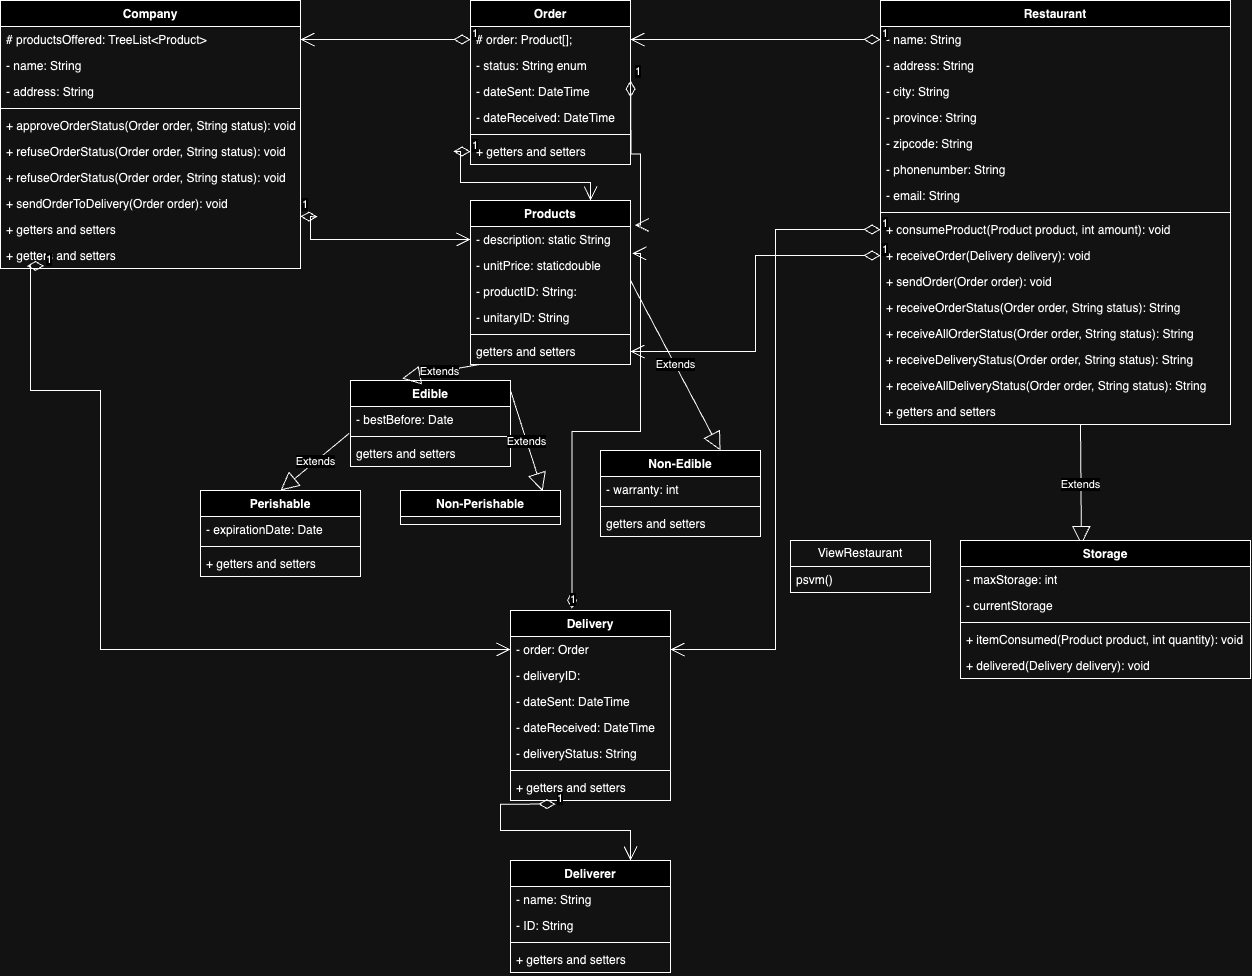 Company
# productsOffered: TreeList<Product>
- name: String
- address: String
+ approveOrderStatus(Order order, String status): void
+ refuseOrderStatus(Order order, String status): void
+ refuseOrderStatus(Order order, String status): void
+ sendOrderToDelivery(Order order): void
+ getters and setters
+ getters and setters
1
1
Order
1
# order: Product[];
- status: String enum
- dateSent: DateTime
- dateReceived: DateTime
1
+ getters and setters
1
Restaurant
1
- name: String
- address: String
- city: String
- province: String
- zipcode: String
- phonenumber: String
- email: String
1
+ consumeProduct(Product product, int amount): void
1
+ receiveOrder(Delivery delivery): void
+ sendOrder(Order order): void
+ receiveOrderStatus(Order order, String status): String
+ receiveAllOrderStatus(Order order, String status): String
+ receiveDeliveryStatus(Order order, String status): String
+ receiveAllDeliveryStatus(Order order, String status): String
+ getters and setters
Products
- description: static String
- unitPrice: staticdouble
- productID: String:
- unitaryID: String
getters and setters
Extends
Extends
Edible
- bestBefore: Date
getters and setters
Extends
Extends
Perishable
- expirationDate: Date
+ getters and setters
Non-Perishable
Non-Edible
- warranty: int
getters and setters
ViewRestaurant
psvm()
Extends
Storage
- maxStorage: int
- currentStorage
+ itemConsumed(Product product, int quantity): void
+ delivered(Delivery delivery): void
1
Delivery
- order: Order
- deliveryID:
- dateSent: DateTime
- dateReceived: DateTime
- deliveryStatus: String
+ getters and setters
1
Deliverer
- name: String
- ID: String
+ getters and setters